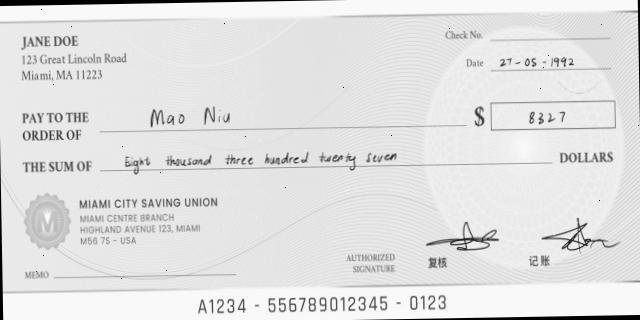 JANE DOE
123 Great Lincoln Road
Miami, MA 11223
Check No.
Date 27-05-1992
PAY TO THE ORDER OF Mao Niu $ 8327
THE SUM OF Eight thousand three hundred twenty seven DOLLARS
M
MIAMI CITY SAVING UNION
MIAMI CENTRE BRANCH
HIGHLAND AVENUE 123, MIAMI
M56 7S - USA
MEMO
AUTHORIZED
SIGNATURE
复核
记账
A1234 - 556789012345 - 0123